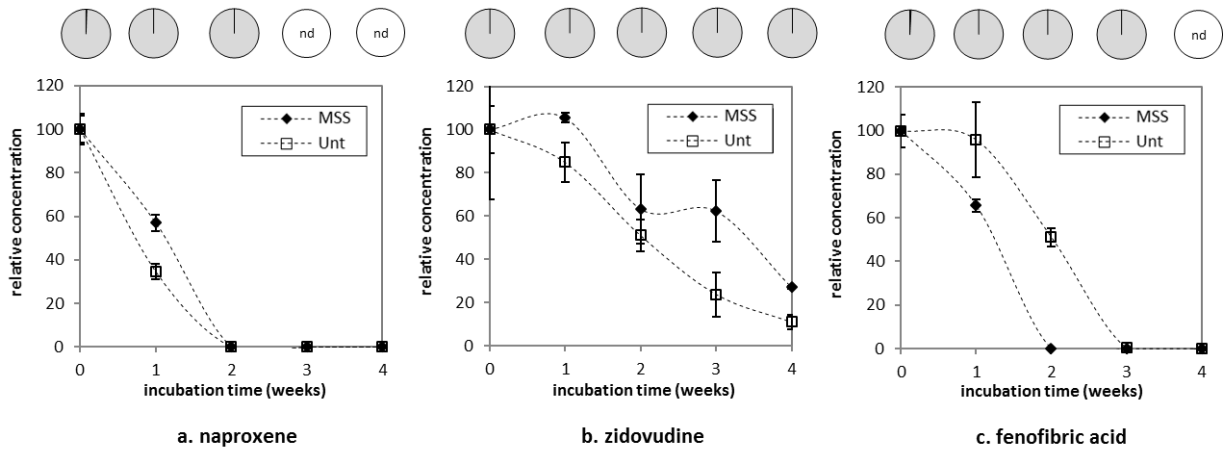 nd
nd
nd
120
100
80
60
40
20
0
relative concentration
MSS
Unt
0
1
2
3
4
incubation time (weeks)
a. naproxene
120
100
80
60
40
20
0
relative concentration
MSS
Unt
0
1
2
3
4
incubation time (weeks)
b. zidovudine
120
100
80
60
40
20
0
relative concentration
MSS
Unt
0
1
2
3
4
incubation time (weeks)
c. fenofibric acid